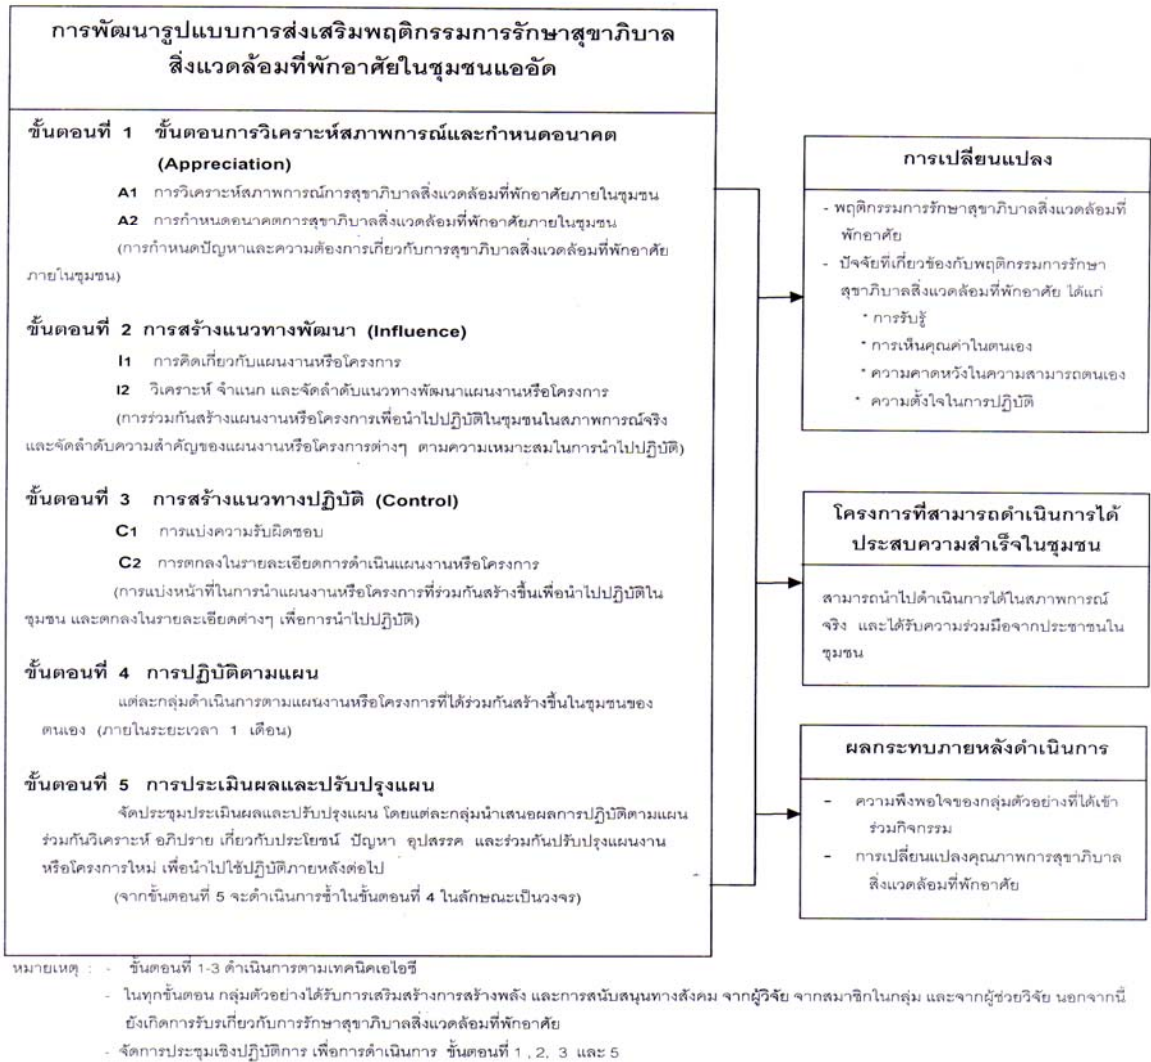 การพัฒนารูปแบบการส่งเสริมพฤติกรรมการรักษาสุขาภิบาล
สิ่งแวดล้อมที่พักอาศัยในชุมชนแออัด
ขั้นตอนที่ 1 ขั้นตอนการวิเคราะห์สภาพการณ์และกำหนดอนาคต
(Appreciation)
A1 การวิเคราะห์สภาพการณ์การสุขาภิบาลสิ่งแวดล้อมที่พักอาศัยภายในชุมชน
A2 การกำหนดอนาคตการสุขาภิบาลสิ่งแวดล้อมที่พักอาศัยภายในชุมชน
(การกำหนดปัญหาและความต้องการเกี่ยวกับการสุขาภิบาลสิ่งแวดล้อมที่พักอาศัย
ภายในชุมชน)
ขั้นตอนที่ 2 การสร้างแนวทางพัฒนา (Influence)
I1 การคิดเกี่ยวกับแผนงานหรือโครงการ
I2 วิเคราะห์ จำแนก และจัดลำดับแนวทางพัฒนาแผนงานหรือโครงการ
(การร่วมกันสร้างแผนงานหรือโครงการเพื่อนำไปปฏิบัติในชุมชนในสภาพการณ์จริง
และจัดลำดับความสำคัญของแผนงานหรือโครงการต่างๆ ตามความเหมาะสมในการนำไปปฏิบัติ)
ขั้นตอนที่ 3 การสร้างแนวทางปฏิบัติ (Control)
C1 การแบ่งความรับผิดชอบ
C2 การตกลงในรายละเอียดการดำเนินแผนงานหรือโครงการ
(การแบ่งหน้าที่ในการนำแผนงานหรือโครงการที่ร่วมกันสร้างขึ้นเพื่อนำไปปฏิบัติใน
ชุมชน และตกลงในรายละเอียดต่างๆ เพื่อการนำไปปฏิบัติ)
ขั้นตอนที่ 4 การปฏิบัติตามแผน
แต่ละกลุ่มดำเนินการตามแผนงานหรือโครงการที่ได้ร่วมกันสร้างขึ้นในชุมชนของ
ตนเอง (ภายในระยะเวลา 1 เดือน)
ขั้นตอนที่ 5 การประเมินผลและปรับปรุงแผน
จัดประชุมประเมินผลและปรับปรุงแผน โดยแต่ละกลุ่มนำเสนอผลการปฏิบัติตามแผน
ร่วมกันวิเคราะห์ อภิปราย เกี่ยวกับประโยชน์ ปัญหา อุปสรรค และร่วมกันปรับปรุงแผนงาน
หรือโครงการใหม่ เพื่อนำไปใช้ปฏิบัติภายหลังต่อไป
(จากขั้นตอนที่ 5 จะดำเนินการซ้ำในขั้นตอนที่ 4 ในลักษณะเป็นวงจร)
การเปลี่ยนแปลง
- พฤติกรรมการรักษาสุขาภิบาลสิ่งแวดล้อมที่
พักอาศัย
- ปัจจัยที่เกี่ยวข้องกับพฤติกรรมการรักษา
สุขาภิบาลสิ่งแวดล้อมที่พักอาศัย ได้แก่
* การรับรู้
* การเห็นคุณค่าในตนเอง
* ความคาดหวังในความสามารถตนเอง
* ความตั้งใจในการปฏิบัติ
โครงการที่สามารถดำเนินการได้
ประสบความสำเร็จในชุมชน
สามารถนำไปดำเนินการได้ในสภาพการณ์
จริง และได้รับความร่วมมือจากประชาชนใน
ชุมชน
ผลกระทบภายหลังดำเนินการ
- ความพึงพอใจของกลุ่มตัวอย่างที่ได้เข้า
ร่วมกิจกรรม
- การเปลี่ยนแปลงคุณภาพการสุขาภิบาล
สิ่งแวดล้อมที่พักอาศัย
หมายเหตุ : - ขั้นตอนที่ 1-3 ดำเนินการตามเทคนิคเอไอซี
- ในทุกขั้นตอน กลุ่มตัวอย่างได้รับการเสริมสร้างการสร้างพลัง และการสนับสนุนทางสังคม จากผู้วิจัย จากสมาชิกในกลุ่ม และจากผู้ช่วยวิจัย นอกจากนี้
ยังเกิดการรับรเกี่ยวกับการรักษาสุขาภิบาลสิ่งแวดล้อมที่พักอาศัย
- จัดการประชุมเชิงปฏิบัติการ เพื่อการดำเนินการ ขั้นตอนที่ 1 , 2, 3 และ 5